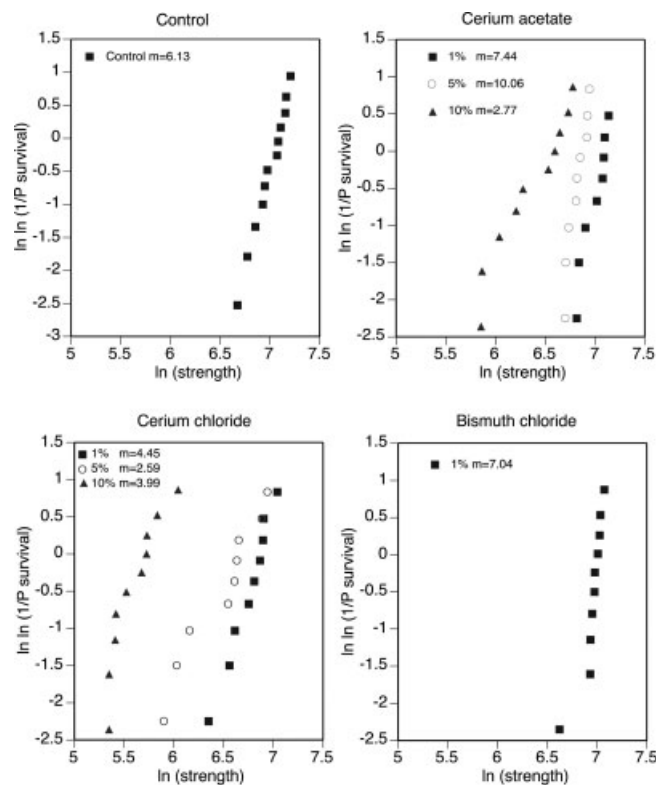 Control
Control m=6.13
ln ln (1/P survival)
1.5
1
0.5
0
-0.5
-1
-1.5
-2
-2.5
-3
5 5.5 6 6.5 7 7.5
ln (strength)
Cerium acetate
1% m=7.44
5% m=10.06
10% m=2.77
ln ln (1/P survival)
1.5
1
0.5
0
-0.5
-1
-1.5
-2
-2.5
5 5.5 6 6.5 7 7.5
ln (strength)
Cerium chloride
1% m=4.45
5% m=2.59
10% m=3.99
ln ln (1/P survival)
1.5
1
0.5
0
-0.5
-1
-1.5
-2
-2.5
5 5.5 6 6.5 7 7.5
ln (strength)
Bismuth chloride
1% m=7.04
ln ln (1/P survival)
1.5
1
0.5
0
-0.5
-1
-1.5
-2
-2.5
5 5.5 6 6.5 7 7.5
ln (strength)